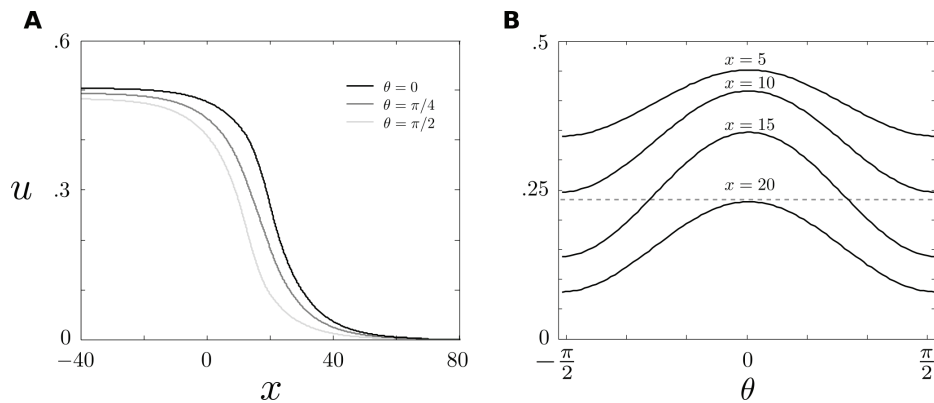 A
.6
.3
0
u
−40
0
40
80
x
θ = 0
θ = π/4
θ = π/2
B
.5
.25
0
x = 5
x = 10
x = 15
x = 20
−π/2
0
π/2
θ